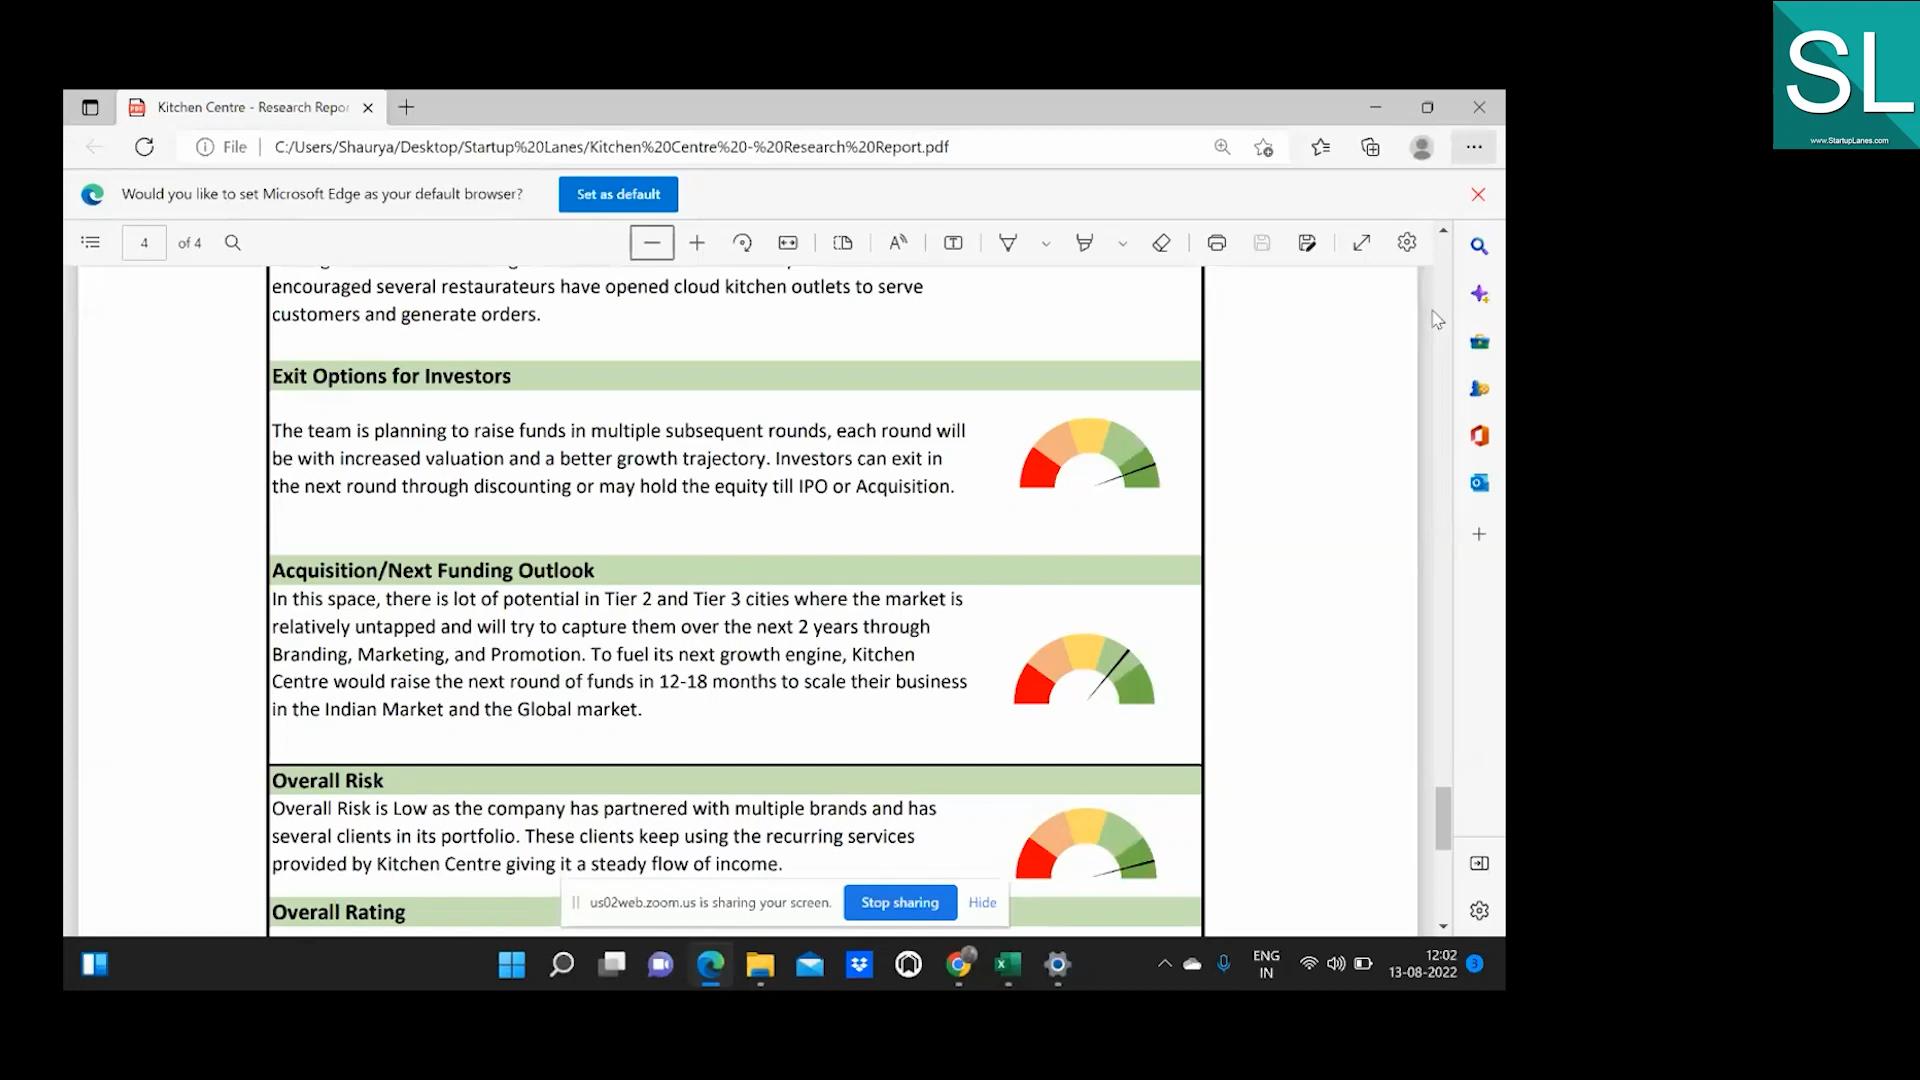 SL
www.StartupLanes.com
Kitchen Centre - Research Repor
File
C:/Users/Shaurya/Desktop/Startup%20Lanes/Kitchen%20Centre%20-%20Research%20Report.pdf
Would you like to set Microsoft Edge as your default browser?
Set as default
4
of 4
encouraged several restaurateurs have opened cloud kitchen outlets to serve
customers and generate orders.
Exit Options for Investors
The team is planning to raise funds in multiple subsequent rounds, each round will
be with increased valuation and a better growth trajectory. Investors can exit in
the next round through discounting or may hold the equity till IPO or Acquisition.
Acquisition/Next Funding Outlook
In this space, there is lot of potential in Tier 2 and Tier 3 cities where the market is
relatively untapped and will try to capture them over the next 2 years through
Branding, Marketing, and Promotion. To fuel its next growth engine, Kitchen
Centre would raise the next round of funds in 12-18 months to scale their business
in the Indian Market and the Global market.
Overall Risk
Overall Risk is Low as the company has partnered with multiple brands and has
several clients in its portfolio. These clients keep using the recurring services
provided by Kitchen Centre giving it a steady flow of income.
Overall Rating
us02web.zoom.us is sharing your screen.
Stop sharing
Hide
ENG
IN
12:02
13-08-2022
3